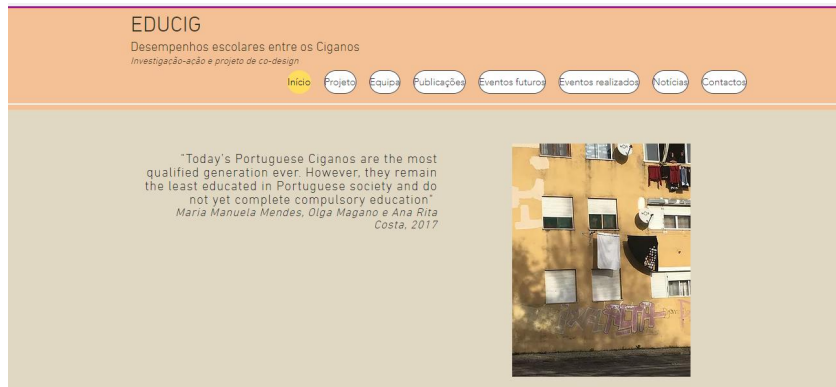 EDUCIG
Desempenhos escolares entre os Ciganos
Investigação-ação e projeto de co-design
Início Projeto Equipa Publicações Eventos futuros Eventos realizados Notícias Contactos
"Today's Portuguese Ciganos are the most
qualified generation ever. However, they remain
the least educated in Portuguese society and do
not yet complete compulsory education"
Maria Manuela Mendes, Olga Magano e Ana Rita
Costa, 2017